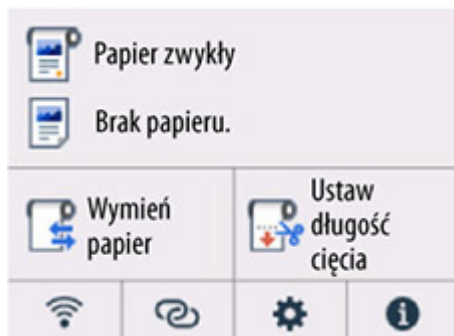 Papier zwykły
Brak papieru.
Wymień
papier
Ustaw
długość
cięcia